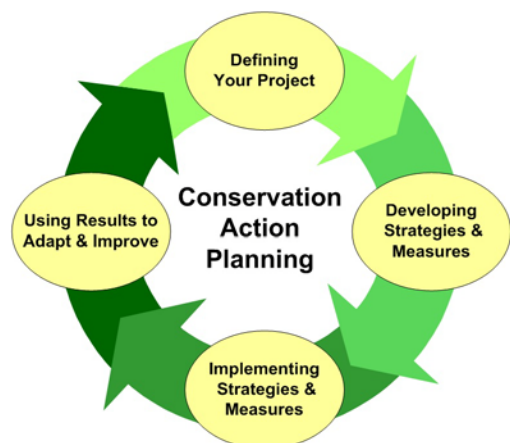 Defining
Your Project
Conservation
Action
Planning
Developing
Strategies &
Measures
Implementing
Strategies &
Measures
Using Results to
Adapt & Improve